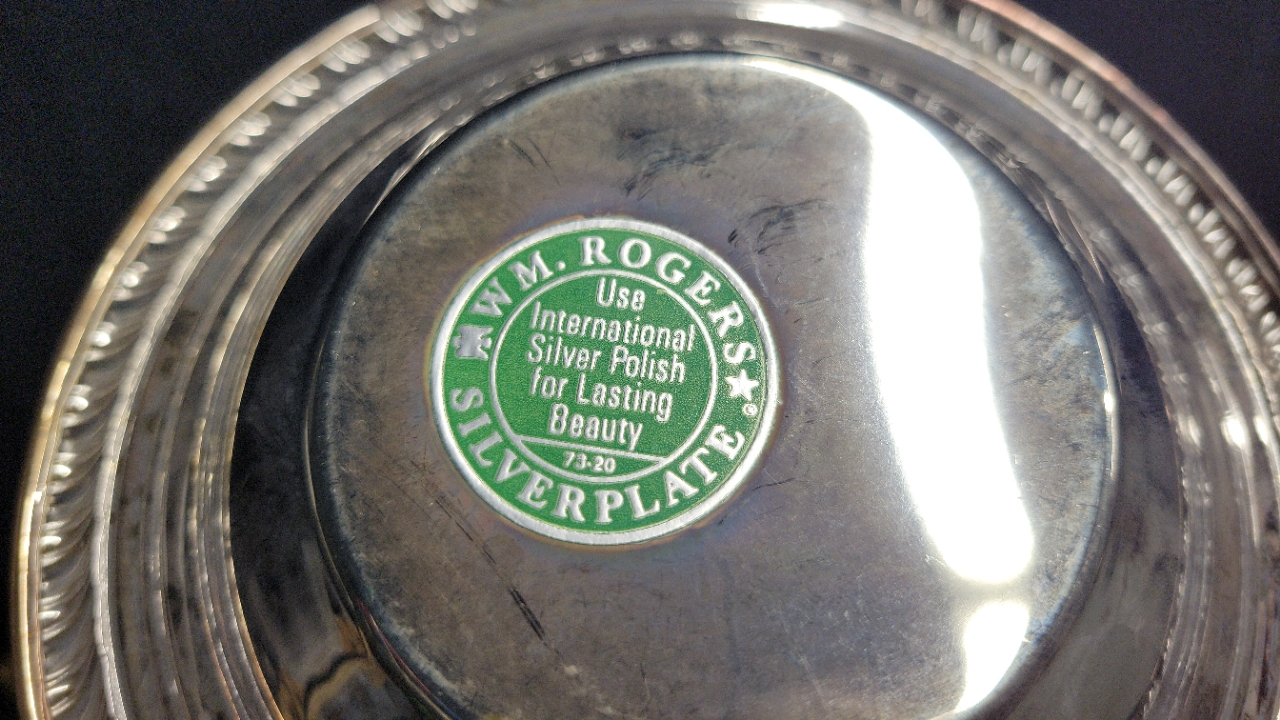 WM. ROGERS ★ ®
Use
International
Silver Polish
for Lasting
Beauty
73-20
SILVERPLATE